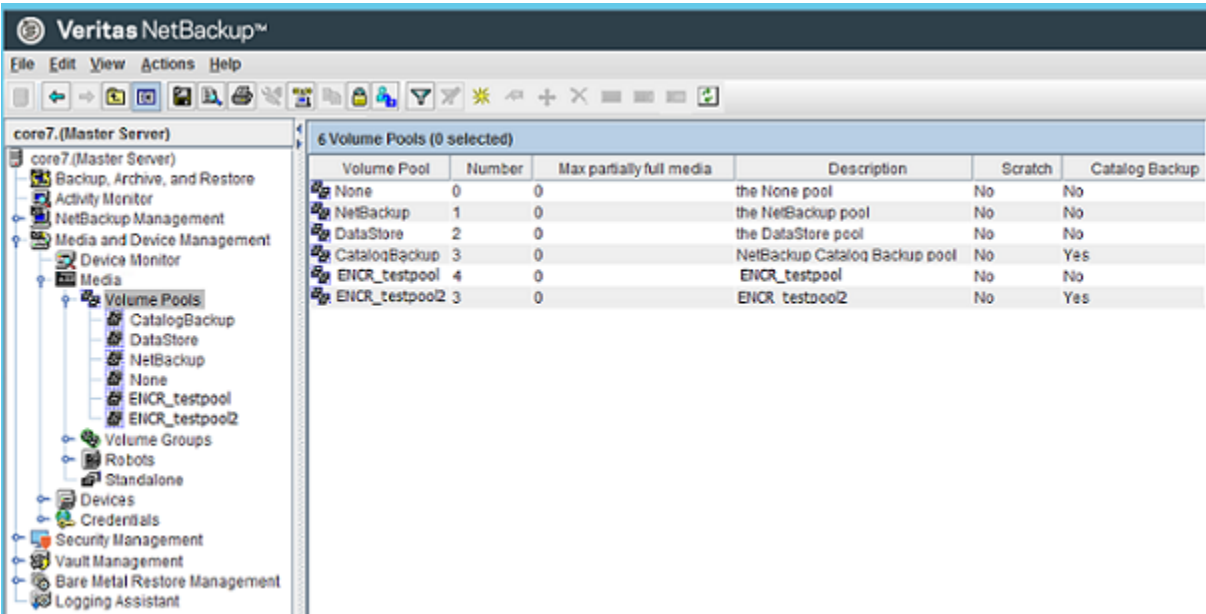 Veritas NetBackup™
File Edit View Actions Help
core7.(Master Server)
core7.(Master Server)
Backup, Archive, and Restore
Activity Monitor
NetBackup Management
Media and Device Management
Device Monitor
Media
Volume Pools
CatalogBackup
DataStore
NetBackup
None
ENCR_testpool
ENCR_testpool2
Volume Groups
Robots
Standalone
Devices
Credentials
Security Management
Vault Management
Bare Metal Restore Management
Logging Assistant
6 Volume Pools (0 selected)
Volume Pool Number Max partially full media Description Scratch Catalog Backup
None 0 0 the None pool No No
NetBackup 1 0 the NetBackup pool No No
DataStore 2 0 the DataStore pool No No
CatalogBackup 3 0 NetBackup Catalog Backup pool No Yes
ENCR_testpool 4 0 ENCR_testpool No No
ENCR_testpool2 3 0 ENCR_testpool2 No Yes